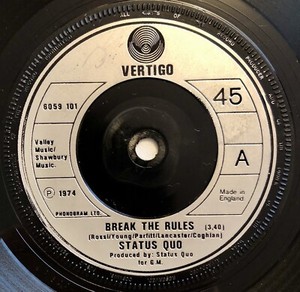 VERTIGO
6059 101
45
Valley
Music/
Shawbury
Music.
A
Ⓟ 1974
Made in
England
PHONOGRAM LTD.
BREAK THE RULES (3,40)
(Rossi/Young/Parfitt/Lancaster/Coghlan)
STATUS QUO
Produced by: Status Quo
for G.M.